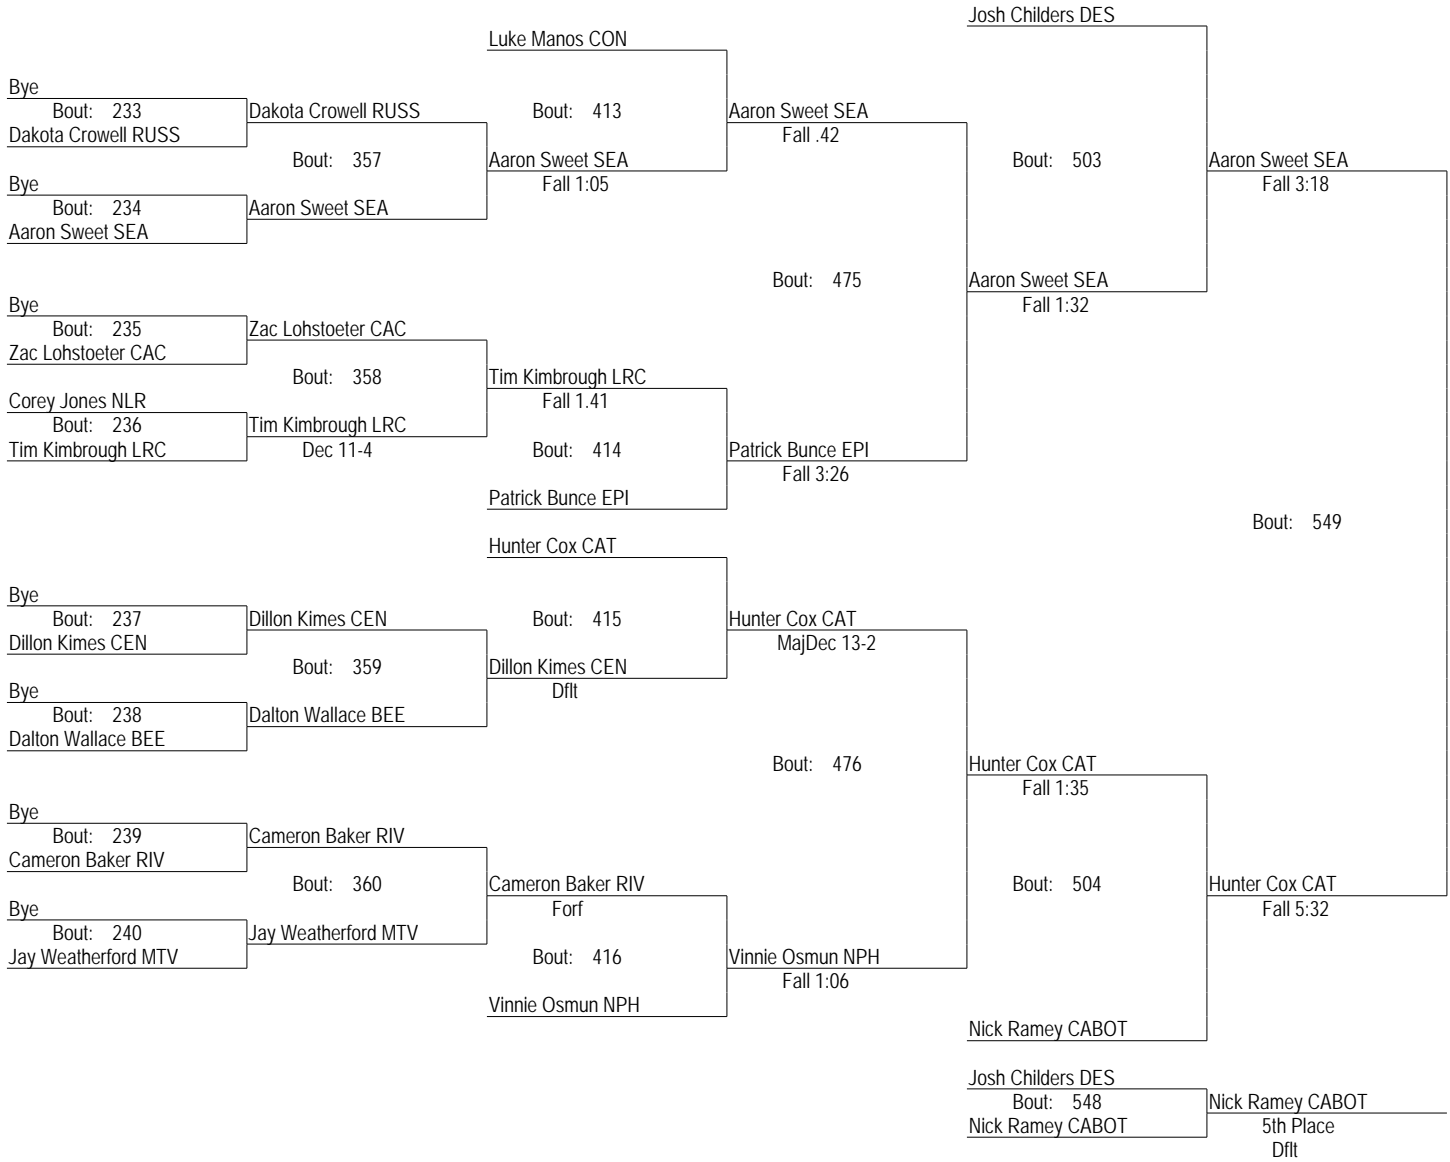 Josh Childers DES
Luke Manos CON
Bye
Bout: 233
Dakota Crowell RUSS
Dakota Crowell RUSS
Bout: 413
Aaron Sweet SEA
Fall .42
Bout: 357
Aaron Sweet SEA
Fall 1:05
Bout: 503
Aaron Sweet SEA
Fall 3:18
Bye
Bout: 234
Aaron Sweet SEA
Aaron Sweet SEA
Bout: 475
Aaron Sweet SEA
Fall 1:32
Bye
Bout: 235
Zac Lohstoeter CAC
Zac Lohstoeter CAC
Bout: 358
Tim Kimbrough LRC
Fall 1.41
Corey Jones NLR
Bout: 236
Tim Kimbrough LRC
Tim Kimbrough LRC
Dec 11-4
Bout: 414
Patrick Bunce EPI
Fall 3:26
Patrick Bunce EPI
Bout: 549
Hunter Cox CAT
Bye
Bout: 237
Dillon Kimes CEN
Dillon Kimes CEN
Bout: 415
Hunter Cox CAT
MajDec 13-2
Bout: 359
Dillon Kimes CEN
Dflt
Bye
Bout: 238
Dalton Wallace BEE
Dalton Wallace BEE
Bout: 476
Hunter Cox CAT
Fall 1:35
Bye
Bout: 239
Cameron Baker RIV
Cameron Baker RIV
Bout: 360
Cameron Baker RIV
Forf
Bout: 504
Hunter Cox CAT
Fall 5:32
Bye
Bout: 240
Jay Weatherford MTV
Jay Weatherford MTV
Bout: 416
Vinnie Osmun NPH
Fall 1:06
Vinnie Osmun NPH
Nick Ramey CABOT
Josh Childers DES
Bout: 548
Nick Ramey CABOT
Nick Ramey CABOT
5th Place
Dflt